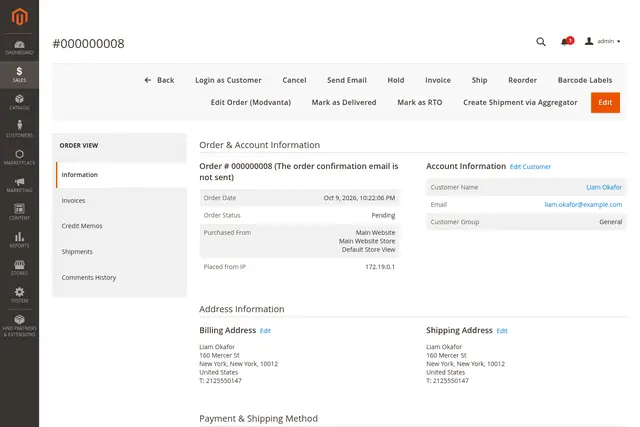 #000000008
1
admin
DASHBOARD
SALES
CATALOG
CUSTOMERS
MARKETPLACE
MARKETING
CONTENT
REPORTS
STORES
SYSTEM
FIND PARTNERS
& EXTENSIONS
Back Login as Customer Cancel Send Email Hold Invoice Ship Reorder Barcode Labels
Edit Order (Modvanta) Mark as Delivered Mark as RTO Create Shipment via Aggregator Edit
ORDER VIEW
Information
Invoices
Credit Memos
Shipments
Comments History
Order & Account Information
Order # 000000008 (The order confirmation email is
not sent)
Order Date Oct 9, 2026, 10:22:06 PM
Order Status Pending
Purchased From Main Website
Main Website Store
Default Store View
Placed from IP 172.19.0.1
Account Information Edit Customer
Customer Name Liam Okafor
Email liam.okafor@example.com
Customer Group General
Address Information
Billing Address Edit
Liam Okafor
160 Mercer St
New York, New York, 10012
United States
T: 2125550147
Shipping Address Edit
Liam Okafor
160 Mercer St
New York, New York, 10012
United States
T: 2125550147
Payment & Shipping Method